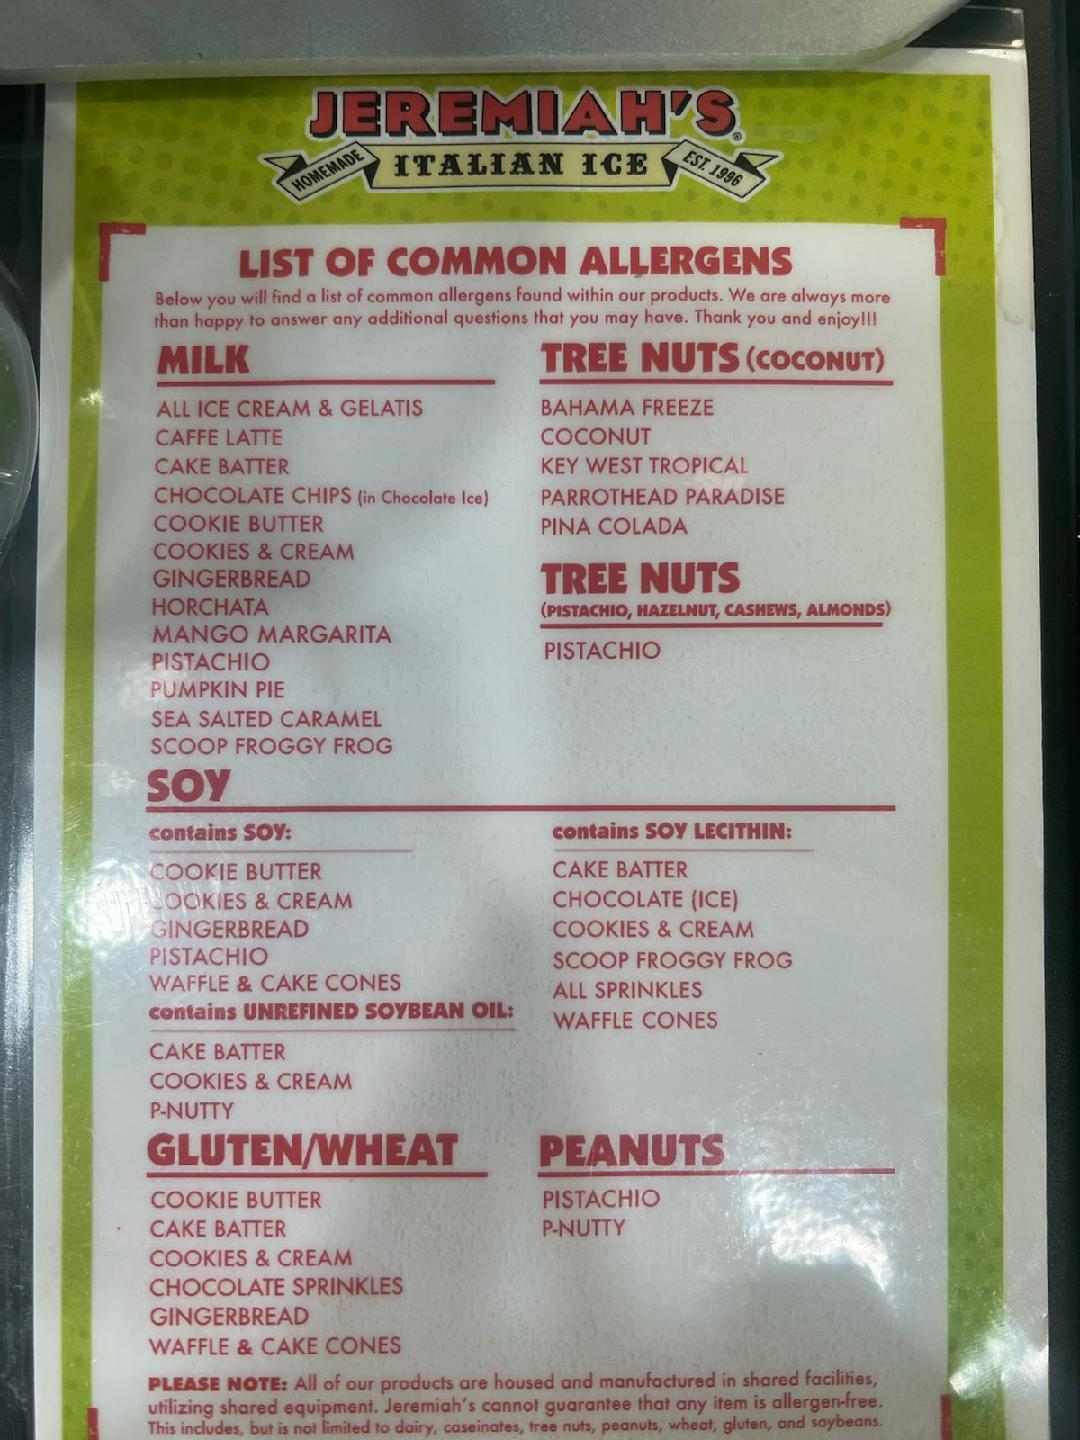 JEREMIAH'S
HOMEMADE ITALIAN ICE EST. 1996
LIST OF COMMON ALLERGENS
Below you will find a list of common allergens found within our products. We are always more
than happy to answer any additional questions that you may have. Thank you and enjoy!!!
MILK
ALL ICE CREAM & GELATIS
CAFFE LATTE
CAKE BATTER
CHOCOLATE CHIPS (in Chocolate Ice)
COOKIE BUTTER
COOKIES & CREAM
GINGERBREAD
HORCHATA
MANGO MARGARITA
PISTACHIO
PUMPKIN PIE
SEA SALTED CARAMEL
SCOOP FROGGY FROG
TREE NUTS (COCONUT)
BAHAMA FREEZE
COCONUT
KEY WEST TROPICAL
PARROTHEAD PARADISE
PINA COLADA
TREE NUTS
(PISTACHIO, HAZELNUT, CASHEWS, ALMONDS)
PISTACHIO
SOY
contains SOY:
COOKIE BUTTER
COOKIES & CREAM
GINGERBREAD
PISTACHIO
WAFFLE & CAKE CONES
contains UNREFINED SOYBEAN OIL:
CAKE BATTER
COOKIES & CREAM
P-NUTTY
contains SOY LECITHIN:
CAKE BATTER
CHOCOLATE (ICE)
COOKIES & CREAM
SCOOP FROGGY FROG
ALL SPRINKLES
WAFFLE CONES
GLUTEN/WHEAT
COOKIE BUTTER
CAKE BATTER
COOKIES & CREAM
CHOCOLATE SPRINKLES
GINGERBREAD
WAFFLE & CAKE CONES
PEANUTS
PISTACHIO
P-NUTTY
PLEASE NOTE: All of our products are housed and manufactured in shared facilities,
utilizing shared equipment. Jeremiah's cannot guarantee that any item is allergen-free.
This includes, but is not limited to dairy, caseinates, tree nuts, peanuts, wheat, gluten, and soybeans.